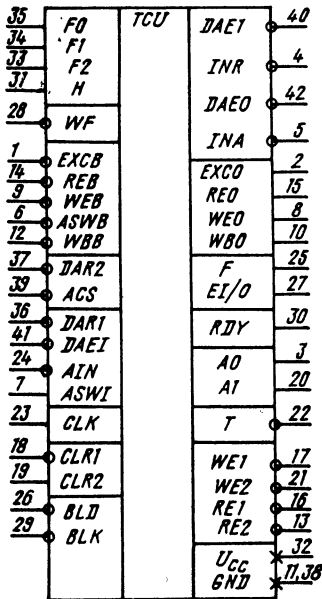 TCU
35 F0 DAE1 40
34 F1
33 F2 INR 4
31 H DAE0 42
28 WF INA 5
1 EXCB EXC0 2
14 REB RE0 15
9 WEB WE0 8
6 ASWB WB0 10
12 WBB
37 DAR2 F 25
39 ACS EI/O 27
36 DAR1 RDY 30
41 DAEI
24 AIN A0 3
7 ASWI A1 20
23 CLK T 22
18 CLR1 WE1 17
19 CLR2 WE2 21
RE1 16
26 BLD RE2 13
29 BLK UCC 32
GND 11,38